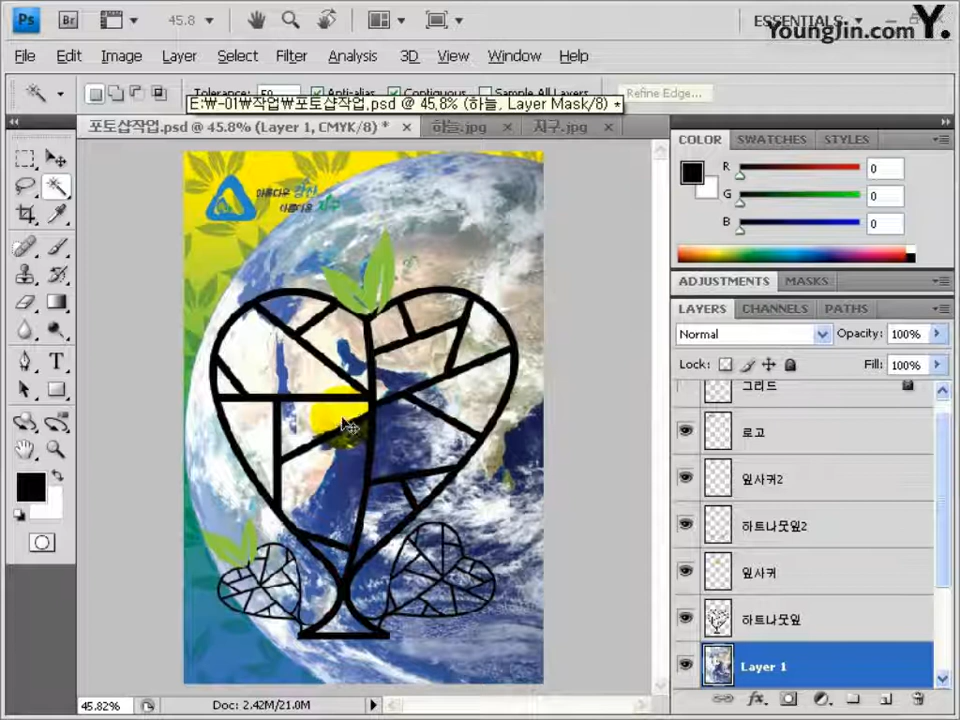 Ps Br 45.8 ESSENTIALS
YoungJin.com Y.
File Edit Image Layer Select Filter Analysis 3D View Window Help
Tolerance: 50 Anti-alias Contiguous Sample All Layers Refine Edge...
E:₩-01₩작업₩포토샵작업.psd @ 45.8% (하늘, Layer Mask/8) *
포토샵작업.psd @ 45.8% (Layer 1, CMYK/8) * × 하늘.jpg × 지구.jpg ×
COLOR SWATCHES STYLES
R 0
G 0
B 0
ADJUSTMENTS MASKS
LAYERS CHANNELS PATHS
Normal Opacity: 100%
Lock: Fill: 100%
그리드
로고
잎사귀2
하트나뭇잎2
잎사귀
하트나뭇잎
Layer 1
아름다운 강산
아름다운 지구
45.82% Doc: 2.42M/21.0M